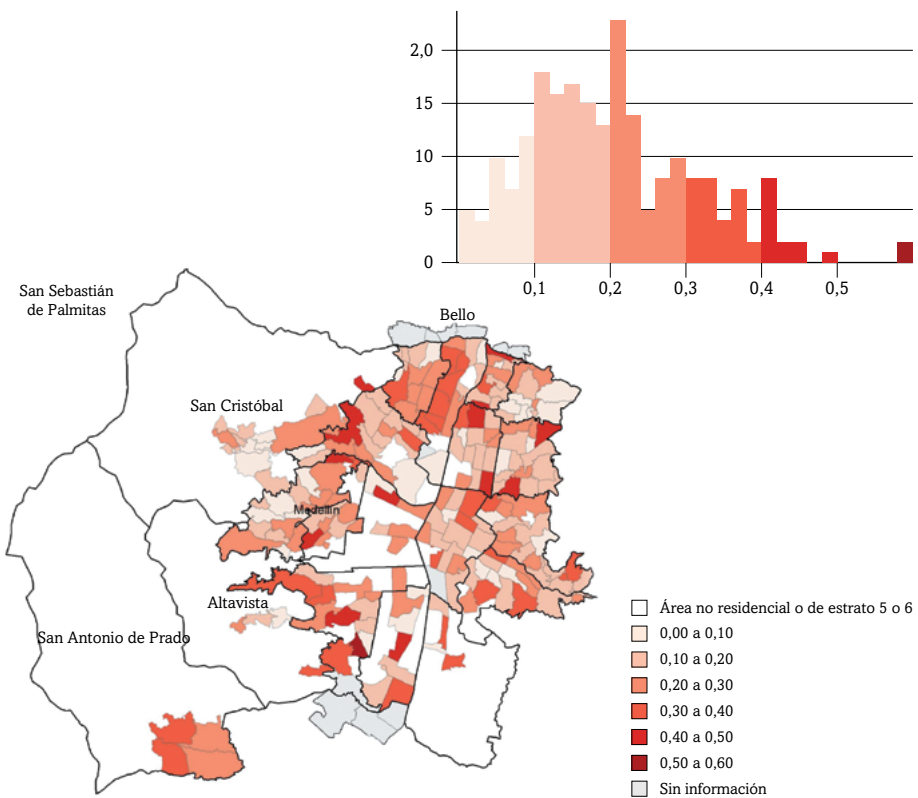 2,0
15
10
5
0
0,1
0,2
0,3
0,4
0,5
San Sebastián
de Palmitas
Bello
San Cristóbal
Medellín
Altavista
San Antonio de Prado
Área no residencial o de estrato 5 o 6
0,00 a 0,10
0,10 a 0,20
0,20 a 0,30
0,30 a 0,40
0,40 a 0,50
0,50 a 0,60
Sin información